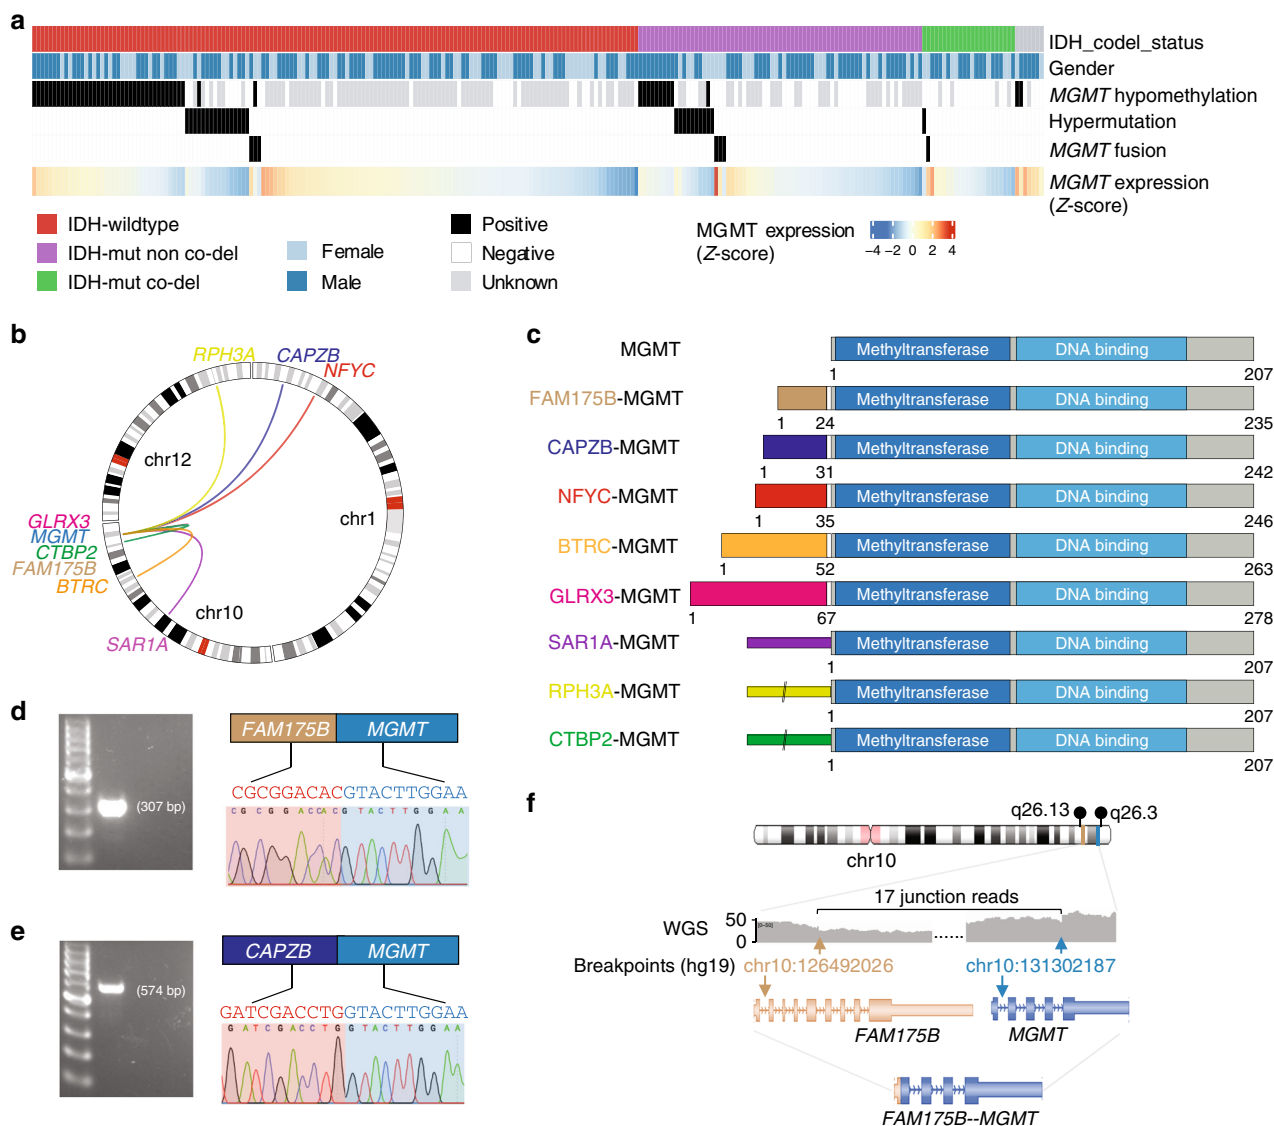 a
IDH_codel_status
Gender
MGMT hypomethylation
Hypermutation
MGMT fusion
MGMT expression
(Z-score)
IDH-wildtype
IDH-mut non co-del
IDH-mut co-del
Female
Male
Positive
Negative
Unknown
MGMT expression
(Z-score)
−4 −2 0 2 4
b
RPH3A
CAPZB
NFYC
chr12
chr1
GLRX3
MGMT
CTBP2
FAM175B
BTRC
chr10
SAR1A
c
MGMT
Methyltransferase
DNA binding
1
207
FAM175B-MGMT
Methyltransferase
DNA binding
1
24
235
CAPZB-MGMT
Methyltransferase
DNA binding
1
31
242
NFYC-MGMT
Methyltransferase
DNA binding
1
35
246
BTRC-MGMT
Methyltransferase
DNA binding
1
52
263
GLRX3-MGMT
Methyltransferase
DNA binding
1
67
278
SAR1A-MGMT
Methyltransferase
DNA binding
1
207
RPH3A-MGMT
Methyltransferase
DNA binding
1
207
CTBP2-MGMT
Methyltransferase
DNA binding
1
207
d
(307 bp)
FAM175B
MGMT
CGCGGACACGTACTTGGAA
C G C G G A C C A C G T A C T T G G A A
e
(574 bp)
CAPZB
MGMT
GATCGACCTGGTACTTGGAA
G A T C G A C C T G G T A C T T G G A A
f
q26.13
q26.3
chr10
17 junction reads
WGS
50
0
[0-50]
Breakpoints (hg19)
chr10:126492026
chr10:131302187
FAM175B
MGMT
FAM175B--MGMT